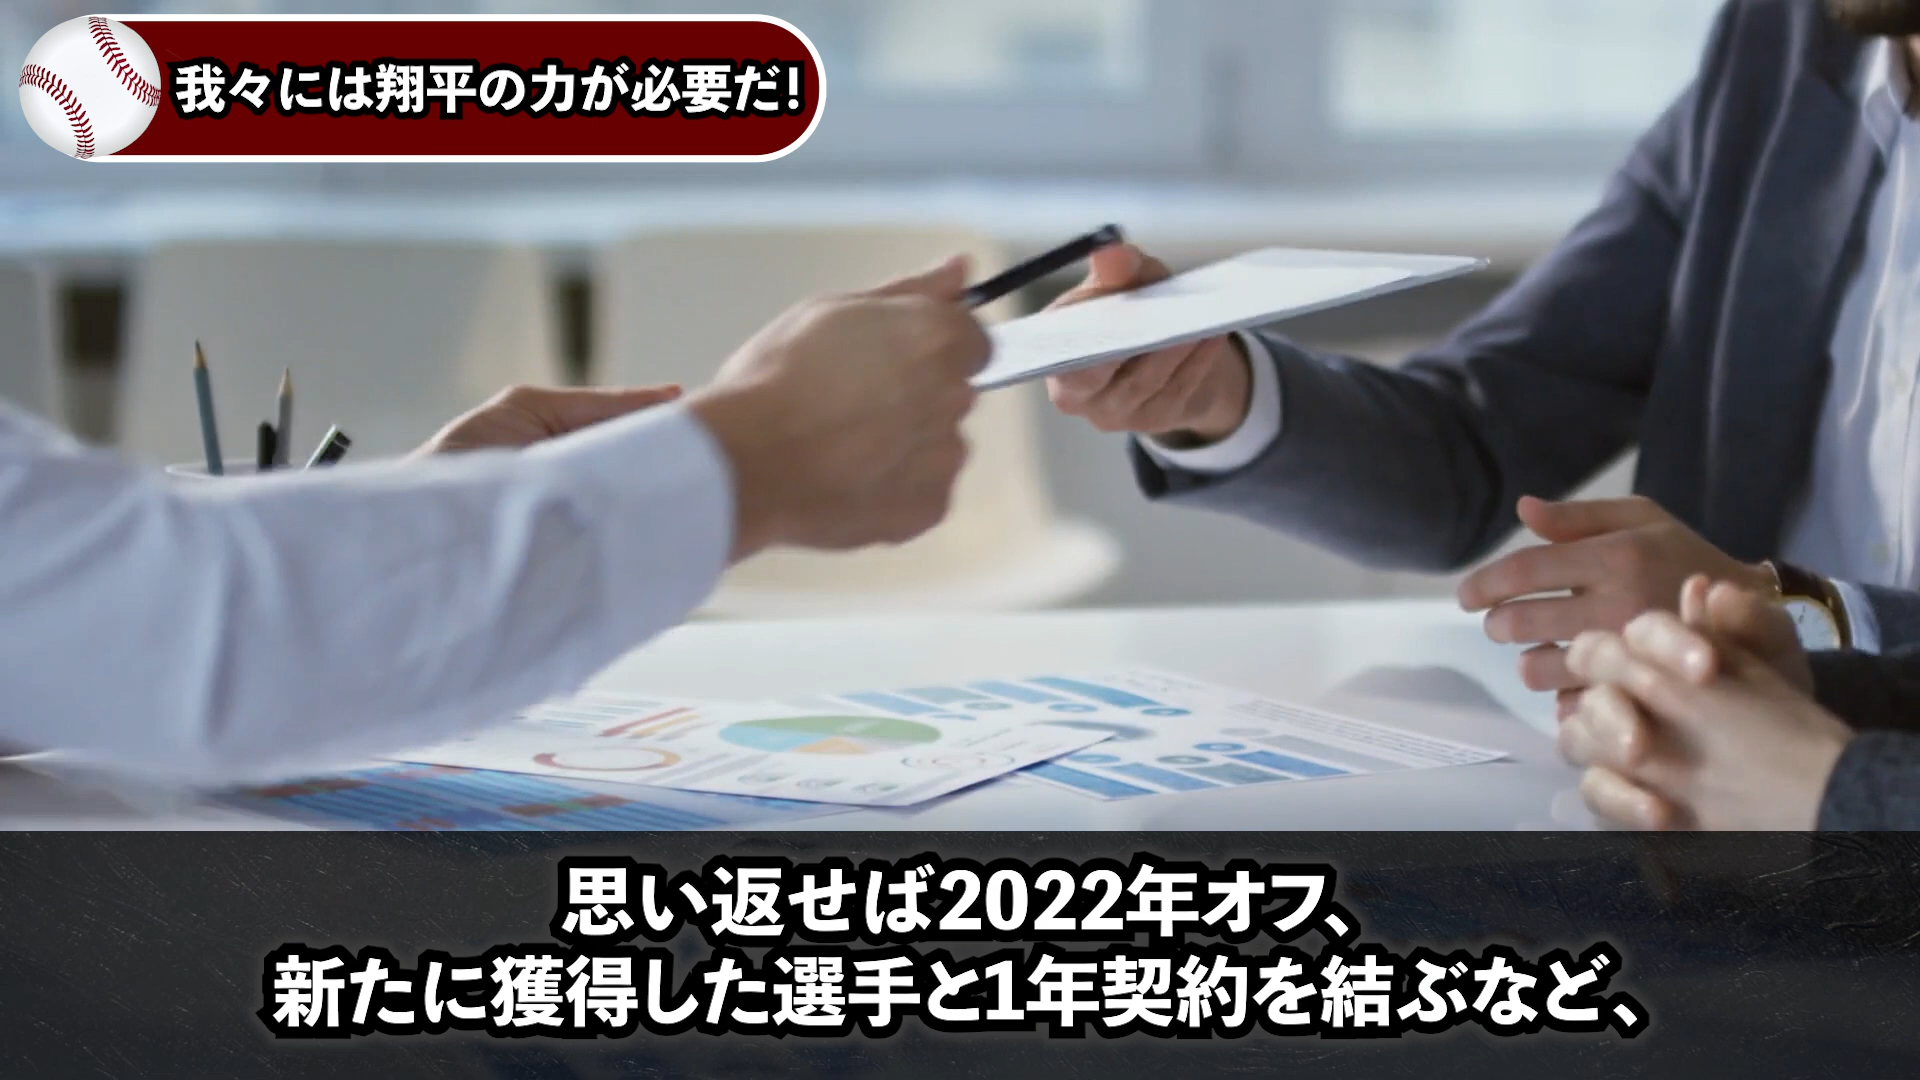 我々には翔平の力が必要だ！
思い返せば2022年オフ、
新たに獲得した選手と1年契約を結ぶなど、